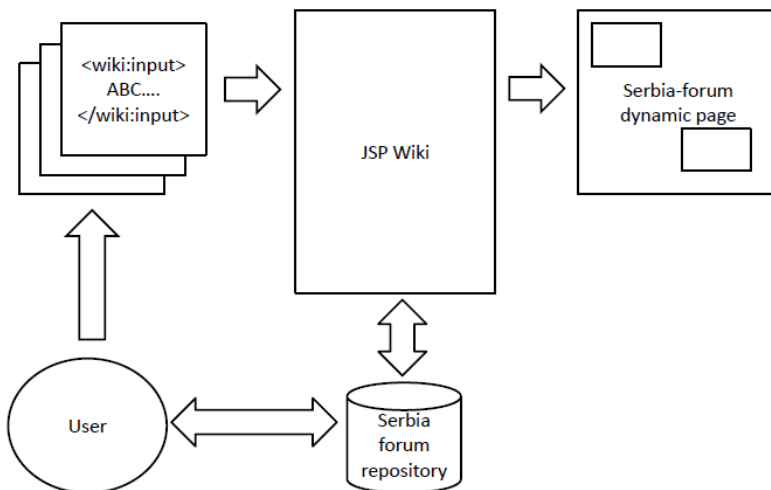 <wiki:input>
ABC....
</wiki:input>
JSP Wiki
Serbia-forum
dynamic page
User
Serbia
forum
repository